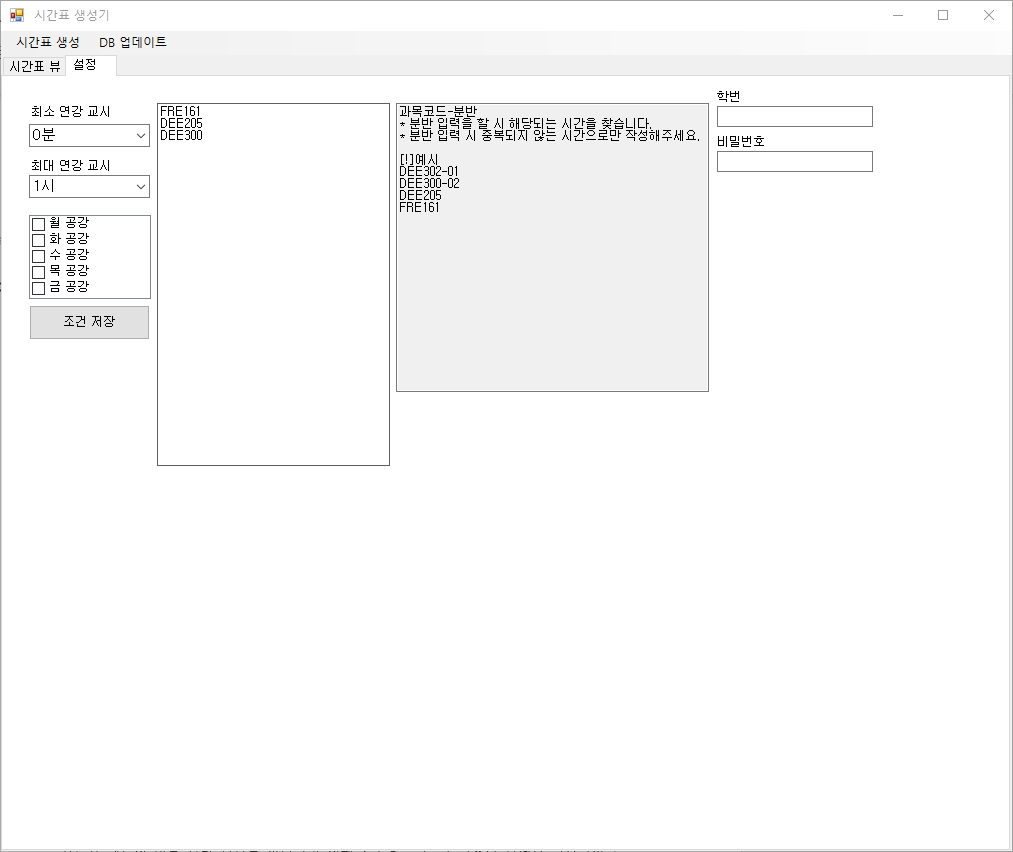 시간표 생성기
시간표 생성 DB 업데이트
시간표 뷰 설정
최소 연강 교시
0분
최대 연강 교시
1시
월 공강
화 공강
수 공강
목 공강
금 공강
조건 저장
FRE161
DEE205
DEE300
과목코드-분반
* 분반 입력을 할 시 해당되는 시간을 찾습니다.
* 분반 입력 시 중복되지 않는 시간으로만 작성해주세요.
[!]예시
DEE302-01
DEE300-02
DEE205
FRE161
학번
비밀번호